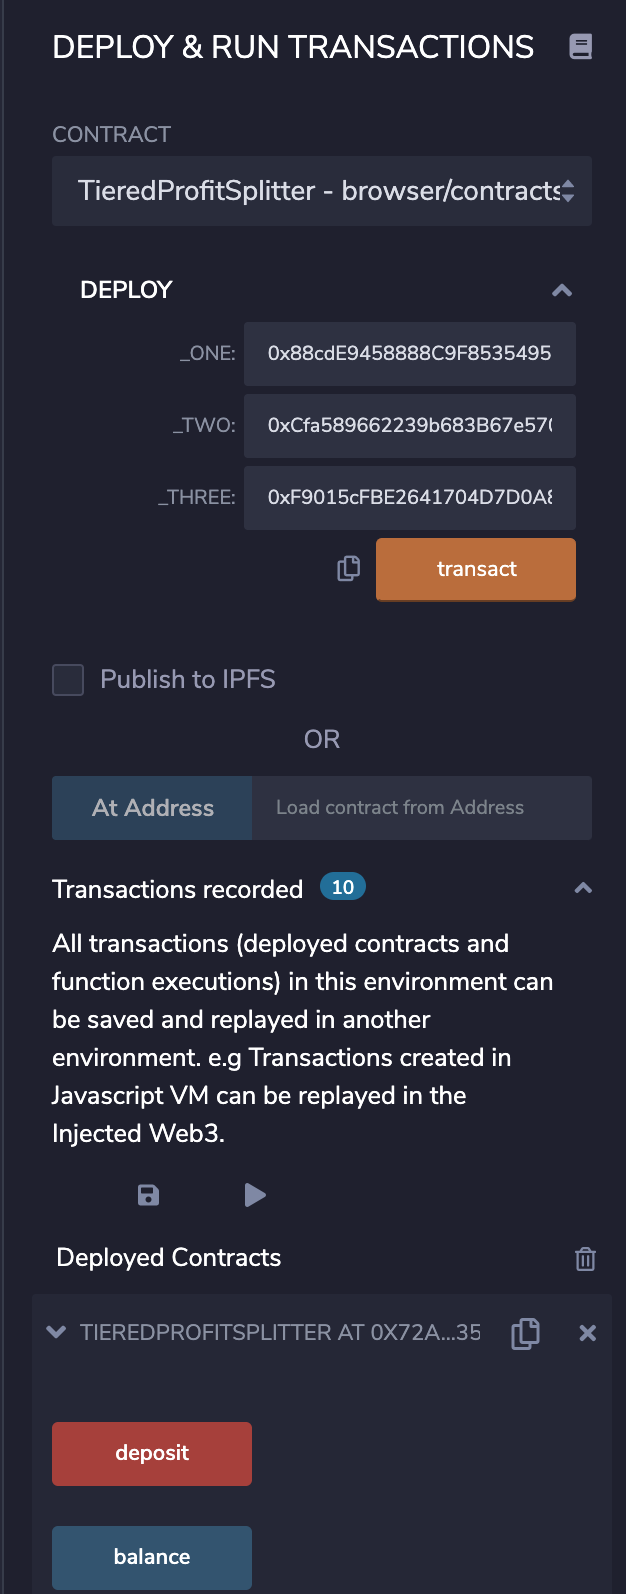 DEPLOY & RUN TRANSACTIONS
CONTRACT
TieredProfitSplitter - browser/contracts
DEPLOY
_ONE: 0x88cdE9458888C9F8535495
_TWO: 0xCfa589662239b683B67e570
_THREE: 0xF9015cFBE2641704D7D0A8
transact
Publish to IPFS
OR
At Address Load contract from Address
Transactions recorded 10
All transactions (deployed contracts and
function executions) in this environment can
be saved and replayed in another
environment. e.g Transactions created in
Javascript VM can be replayed in the
Injected Web3.
Deployed Contracts
TIEREDPROFITSPLITTER AT 0X72A...35
deposit
balance